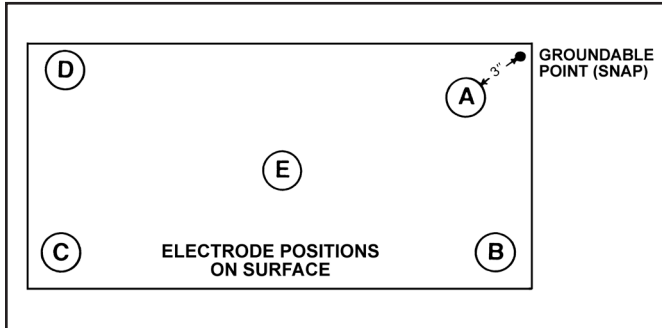 D
GROUNDABLE
POINT (SNAP)
3"
A
E
C
ELECTRODE POSITIONS
ON SURFACE
B